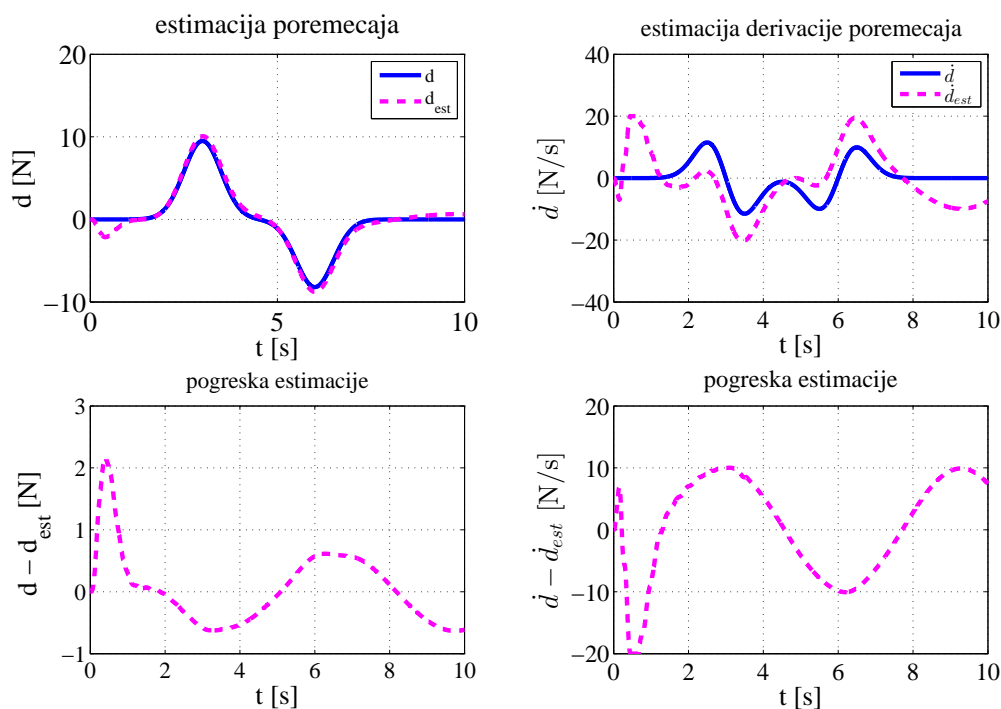 estimacija poremecaja
20
10
0
−10
0
5
10
d [N]
t [s]
d
d_est
estimacija derivacije poremecaja
40
20
0
−20
−40
0
2
4
6
8
10
ḋ [N/s]
t [s]
ḋ
ḋ_est
pogreska estimacije
3
2
1
0
−1
0
2
4
6
8
10
d − d_est [N]
t [s]
pogreska estimacije
20
10
0
−10
−20
0
2
4
6
8
10
ḋ − ḋ_est [N/s]
t [s]